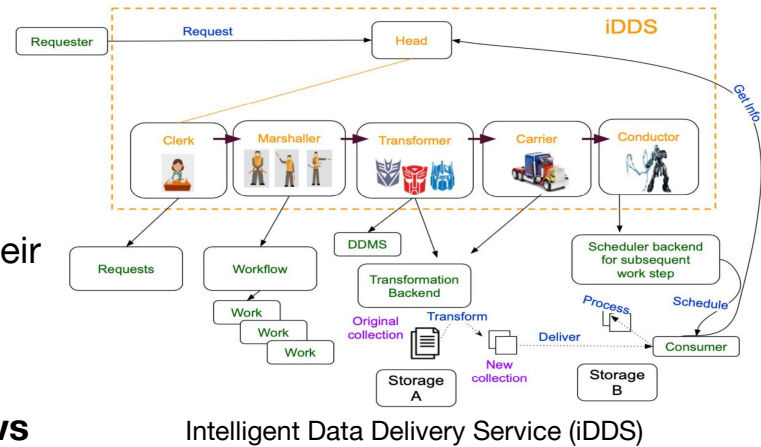 iDDS
Request
Requester
Head
Get Info
Clerk
Marshaller
Transformer
Carrier
Conductor
eir
DDMS
Requests
Workflow
Transformation
Backend
Scheduler backend
for subsequent
work step
Work
Work
Work
Original
collection
Transform
Process
Schedule
Deliver
Consumer
New
collection
Storage
A
Storage
B
vs
Intelligent Data Delivery Service (iDDS)